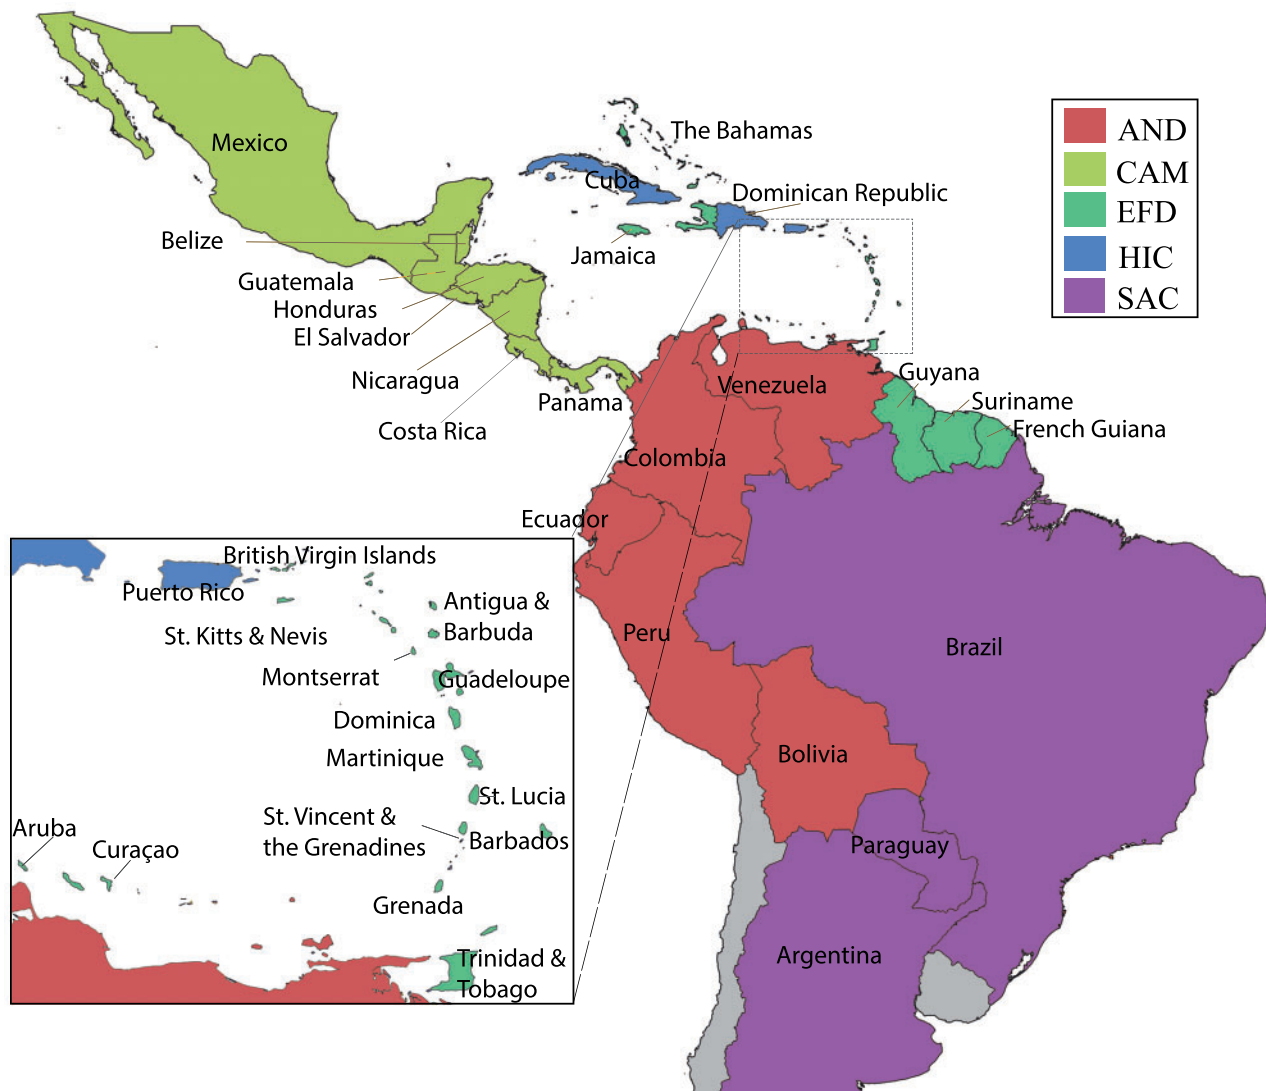 The Bahamas
Mexico
Cuba
Dominican Republic
Belize
Jamaica
Guatemala
Honduras
El Salvador
Nicaragua
Panama
Costa Rica
Venezuela
Guyana
Suriname
French Guiana
Colombia
Ecuador
Peru
Brazil
Bolivia
Paraguay
Argentina
AND
CAM
EFD
HIC
SAC
British Virgin Islands
Puerto Rico
Antigua &
Barbuda
St. Kitts & Nevis
Montserrat
Guadeloupe
Dominica
Martinique
St. Lucia
St. Vincent &
the Grenadines
Barbados
Aruba
Curaçao
Grenada
Trinidad &
Tobago